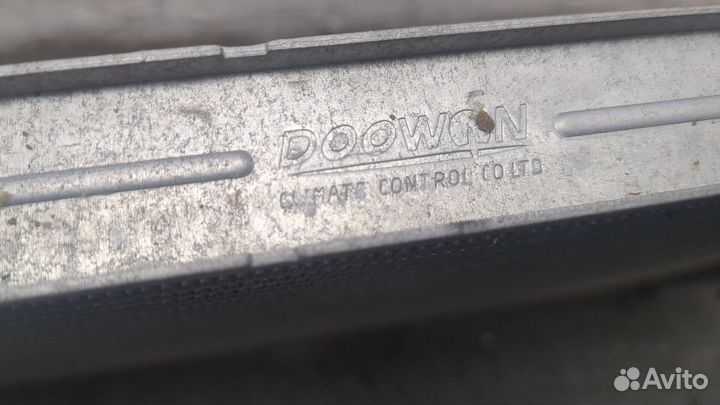 DOOWON
CLIMATE CONTROL CO LTD
Avito